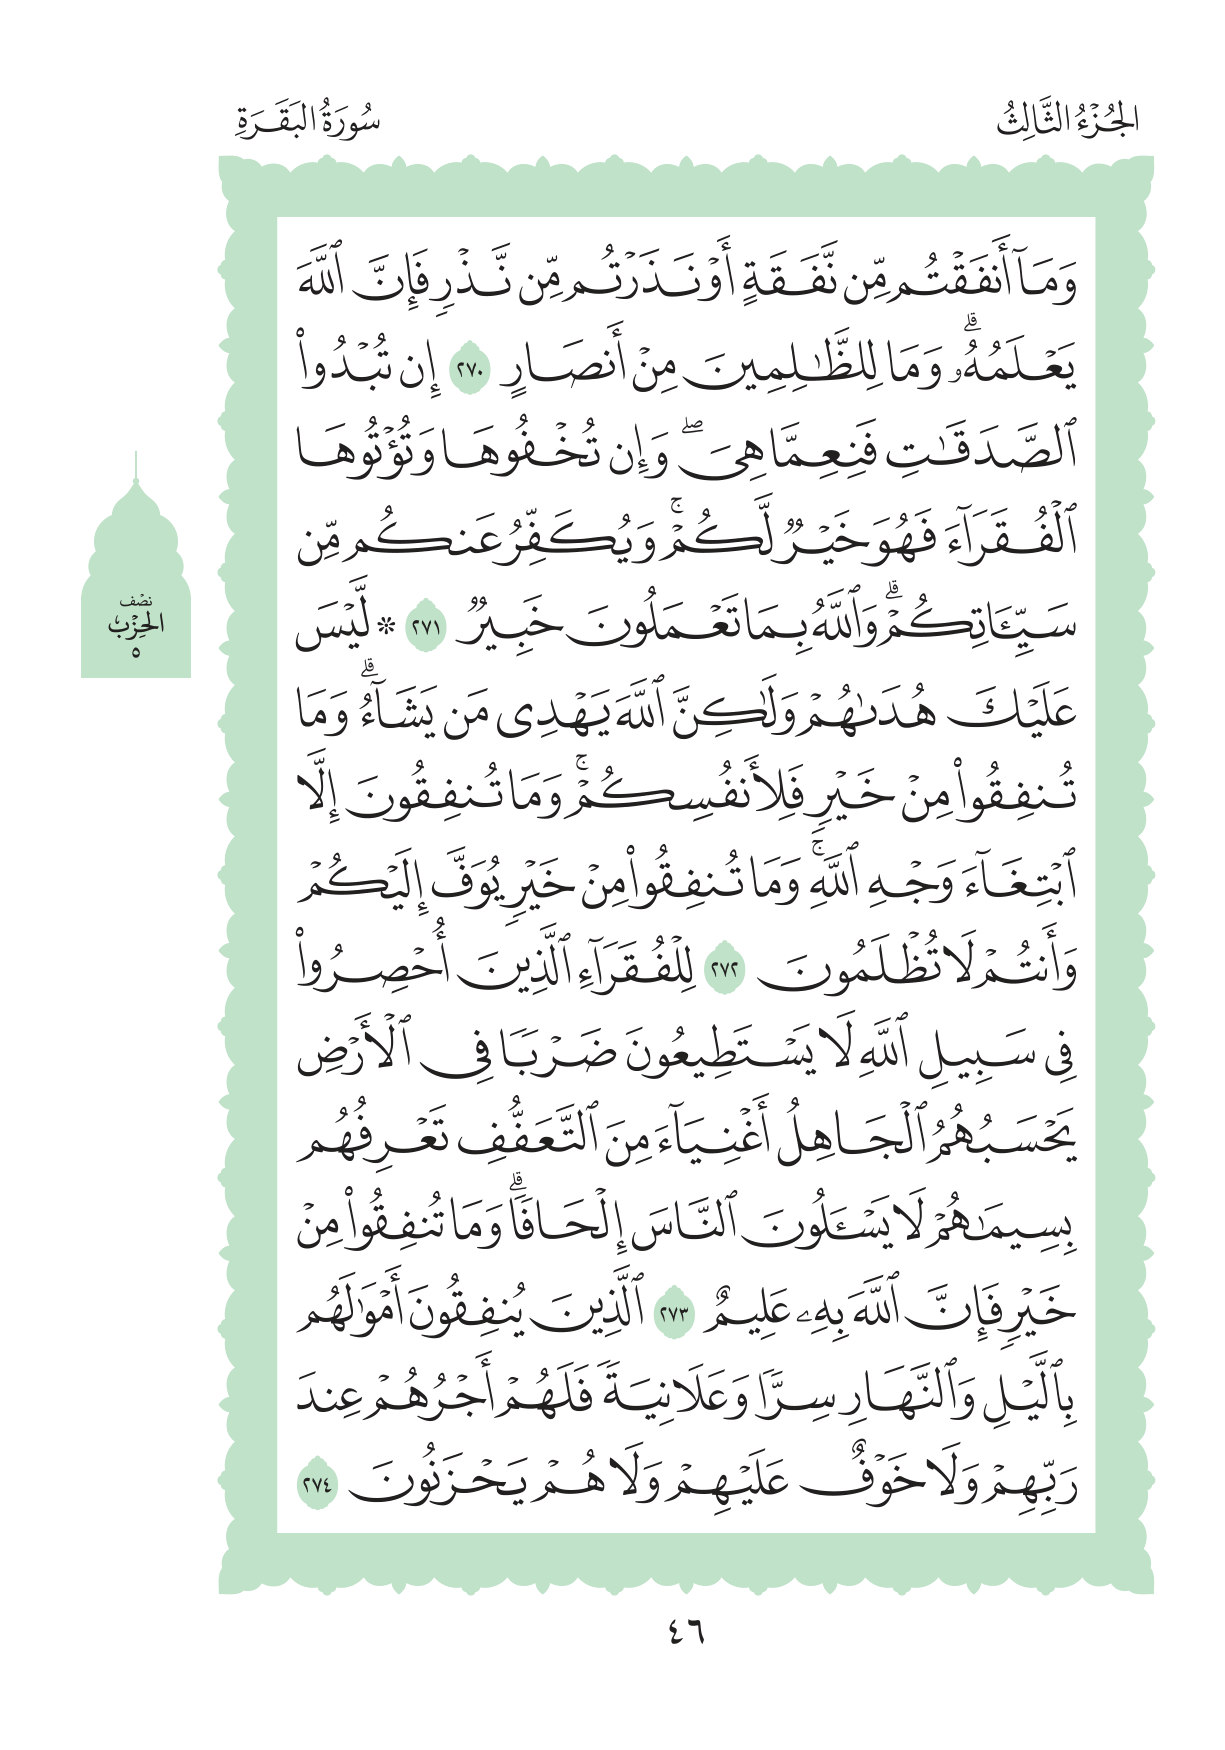 الجُزْءُ الثَّالِثُ
سُورَةُ البَقَرَةِ
وَمَآ أَنفَقْتُم مِّن نَّفَقَةٍ أَوْ نَذَرْتُم مِّن نَّذْرٍ فَإِنَّ ٱللَّهَ
يَعْلَمُهُۥۗ وَمَا لِلظَّٰلِمِينَ مِنْ أَنصَارٍ ٢٧٠ إِن تُبْدُوا۟
ٱلصَّدَقَٰتِ فَنِعِمَّا هِىَۖ وَإِن تُخْفُوهَا وَتُؤْتُوهَا
ٱلْفُقَرَآءَ فَهُوَ خَيْرٌ لَّكُمْۚ وَيُكَفِّرُ عَنكُم مِّن
سَيِّـَٔاتِكُمْۗ وَٱللَّهُ بِمَا تَعْمَلُونَ خَبِيرٌ ٢٧١ ۞ لَّيْسَ
عَلَيْكَ هُدَىٰهُمْ وَلَٰكِنَّ ٱللَّهَ يَهْدِى مَن يَشَآءُۗ وَمَا
تُنفِقُوا۟ مِنْ خَيْرٍ فَلِأَنفُسِكُمْۚ وَمَا تُنفِقُونَ إِلَّا
ٱبْتِغَآءَ وَجْهِ ٱللَّهِۚ وَمَا تُنفِقُوا۟ مِنْ خَيْرٍ يُوَفَّ إِلَيْكُمْ
وَأَنتُمْ لَا تُظْلَمُونَ ٢٧٢ لِلْفُقَرَآءِ ٱلَّذِينَ أُحْصِرُوا۟
فِى سَبِيلِ ٱللَّهِ لَا يَسْتَطِيعُونَ ضَرْبًا فِى ٱلْأَرْضِ
يَحْسَبُهُمُ ٱلْجَاهِلُ أَغْنِيَآءَ مِنَ ٱلتَّعَفُّفِ تَعْرِفُهُم
بِسِيمَٰهُمْ لَا يَسْـَٔلُونَ ٱلنَّاسَ إِلْحَافًاۗ وَمَا تُنفِقُوا۟ مِنْ
خَيْرٍ فَإِنَّ ٱللَّهَ بِهِۦ عَلِيمٌ ٢٧٣ ٱلَّذِينَ يُنفِقُونَ أَمْوَٰلَهُم
بِٱلَّيْلِ وَٱلنَّهَارِ سِرًّا وَعَلَانِيَةً فَلَهُمْ أَجْرُهُمْ عِندَ
رَبِّهِمْ وَلَا خَوْفٌ عَلَيْهِمْ وَلَا هُمْ يَحْزَنُونَ ٢٧٤
نصْف
الحِزْب
٥
٤٦